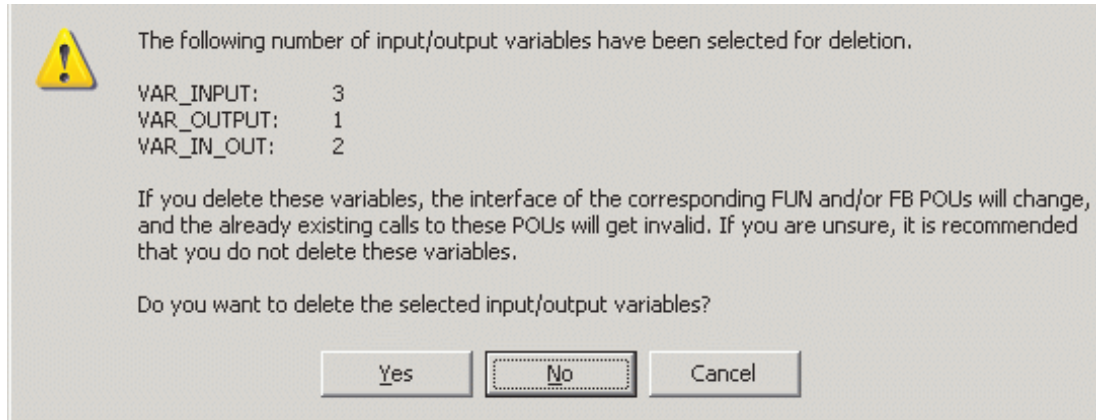 The following number of input/output variables have been selected for deletion.
VAR_INPUT: 3
VAR_OUTPUT: 1
VAR_IN_OUT: 2
If you delete these variables, the interface of the corresponding FUN and/or FB POUs will change,
and the already existing calls to these POUs will get invalid. If you are unsure, it is recommended
that you do not delete these variables.
Do you want to delete the selected input/output variables?
Yes No Cancel